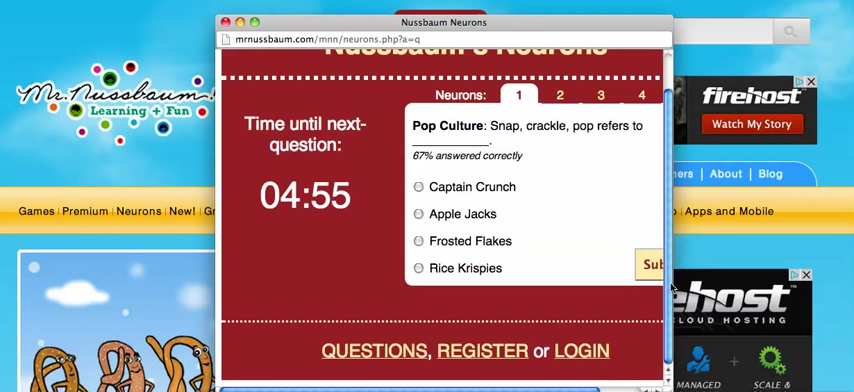 Nussbaum Neurons
mrnussbaum.com/mnn/neurons.php?a=q
Nussbaum's Neurons
Mr. Nussbaum!
Learning + Fun
Neurons: 1 2 3 4
Time until next-
question:
04:55
Pop Culture: Snap, crackle, pop refers to
____________.
67% answered correctly
Captain Crunch
Apple Jacks
Frosted Flakes
Rice Krispies
Sub
QUESTIONS, REGISTER or LOGIN
firehost
Watch My Story
ners | About | Blog
Games | Premium | Neurons | New! | Gr
Apps and Mobile
ehost
CLOUD HOSTING
MANAGED
+
SCALE &